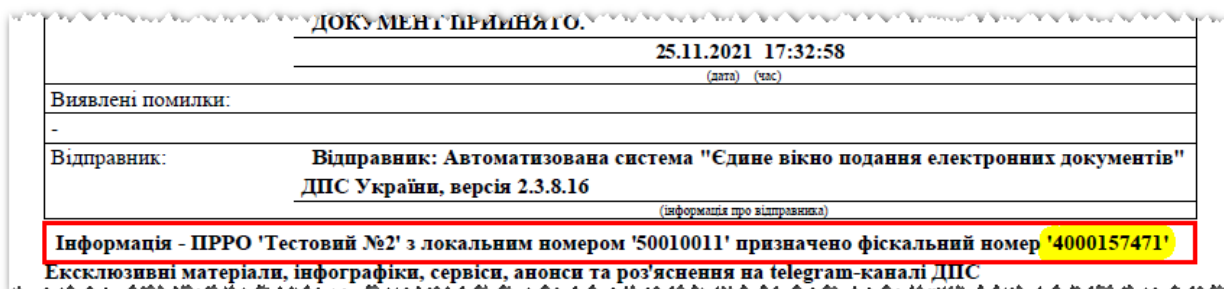 ДОКУМЕНТ ПРИЙНЯТО.
25.11.2021 17:32:58
(дата) (час)
Виявлені помилки:
-
Відправник: Відправник: Автоматизована система "Єдине вікно подання електронних документів"
ДПС України, версія 2.3.8.16
(інформація про відправника)
Інформація - ПРРО 'Тестовий №2' з локальним номером '50010011' призначено фіскальний номер '4000157471'
Ексклюзивні матеріали, інфографіки, сервіси, анонси та роз'яснення на telegram-каналі ДПС